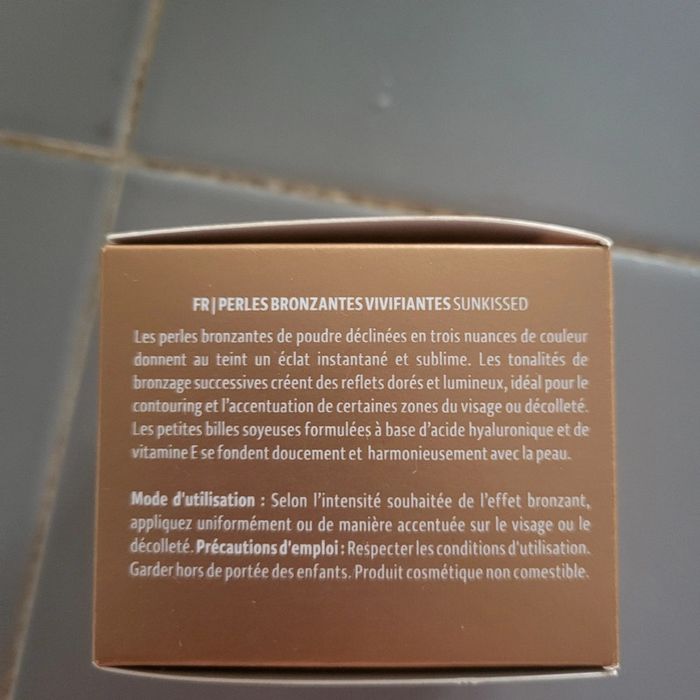 FR | PERLES BRONZANTES VIVIFIANTES SUNKISSED
Les perles bronzantes de poudre déclinées en trois nuances de couleur
donnent au teint un éclat instantané et sublime. Les tonalités de
bronzage successives créent des reflets dorés et lumineux, idéal pour le
contouring et l'accentuation de certaines zones du visage ou décolleté.
Les petites billes soyeuses formulées à base d'acide hyaluronique et de
vitamine E se fondent doucement et harmonieusement avec la peau.
Mode d'utilisation : Selon l'intensité souhaitée de l'effet bronzant,
appliquez uniformément ou de manière accentuée sur le visage ou le
décolleté. Précautions d'emploi : Respecter les conditions d'utilisation.
Garder hors de portée des enfants. Produit cosmétique non comestible.